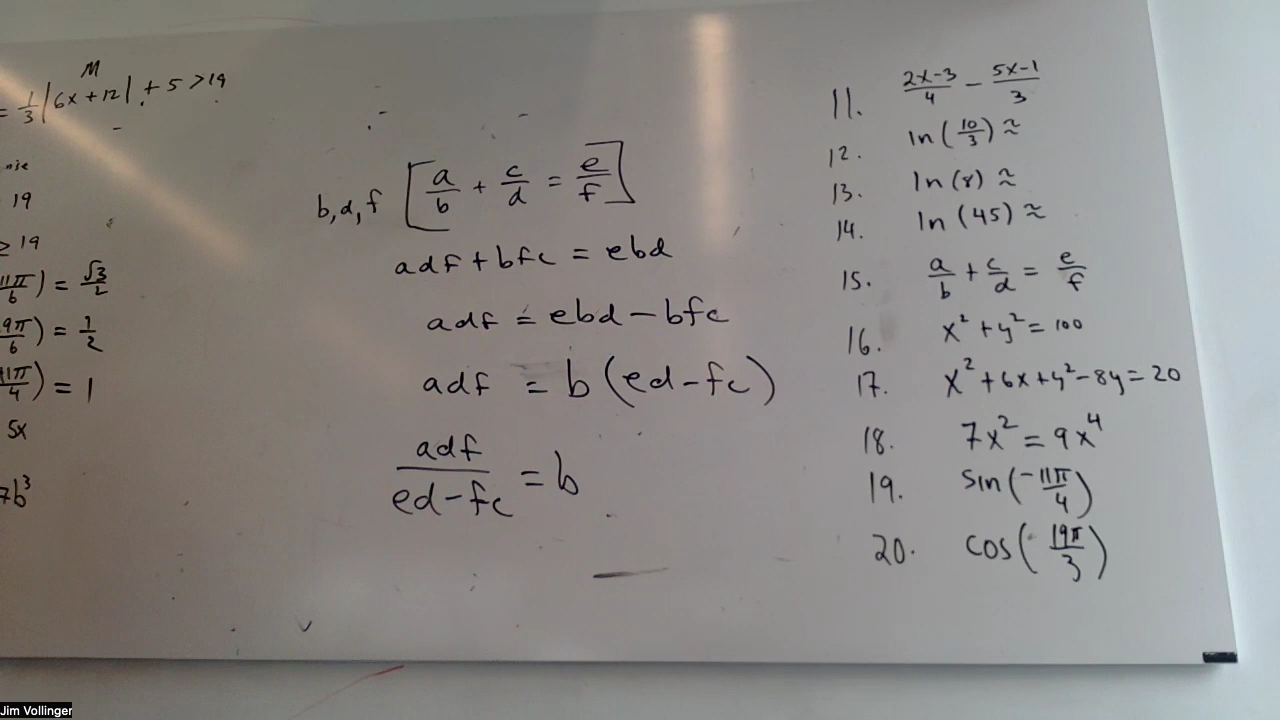 M
= 1/3 |6x+12| + 5 > 19
19
≥ 19
11π/6) = √3/2
9π/6) = 1/2
11π/4) = 1
5x
7b³
b,d,f [a/b + c/d = e/f]
adf + bfc = ebd
adf = ebd - bfc
adf = b(ed-fc)
adf/(ed-fc) = b
11. (2x-3)/4 - (5x-1)/3
12. ln(10/3) ≈
13. ln(8) ≈
14. ln(45) ≈
15. a/b + c/d = e/f
16. x² + y² = 100
17. x² + 6x + y² - 8y = 20
18. 7x² = 9x⁴
19. sin(-11π/4)
20. cos(19π/3)
Jim Vollinger